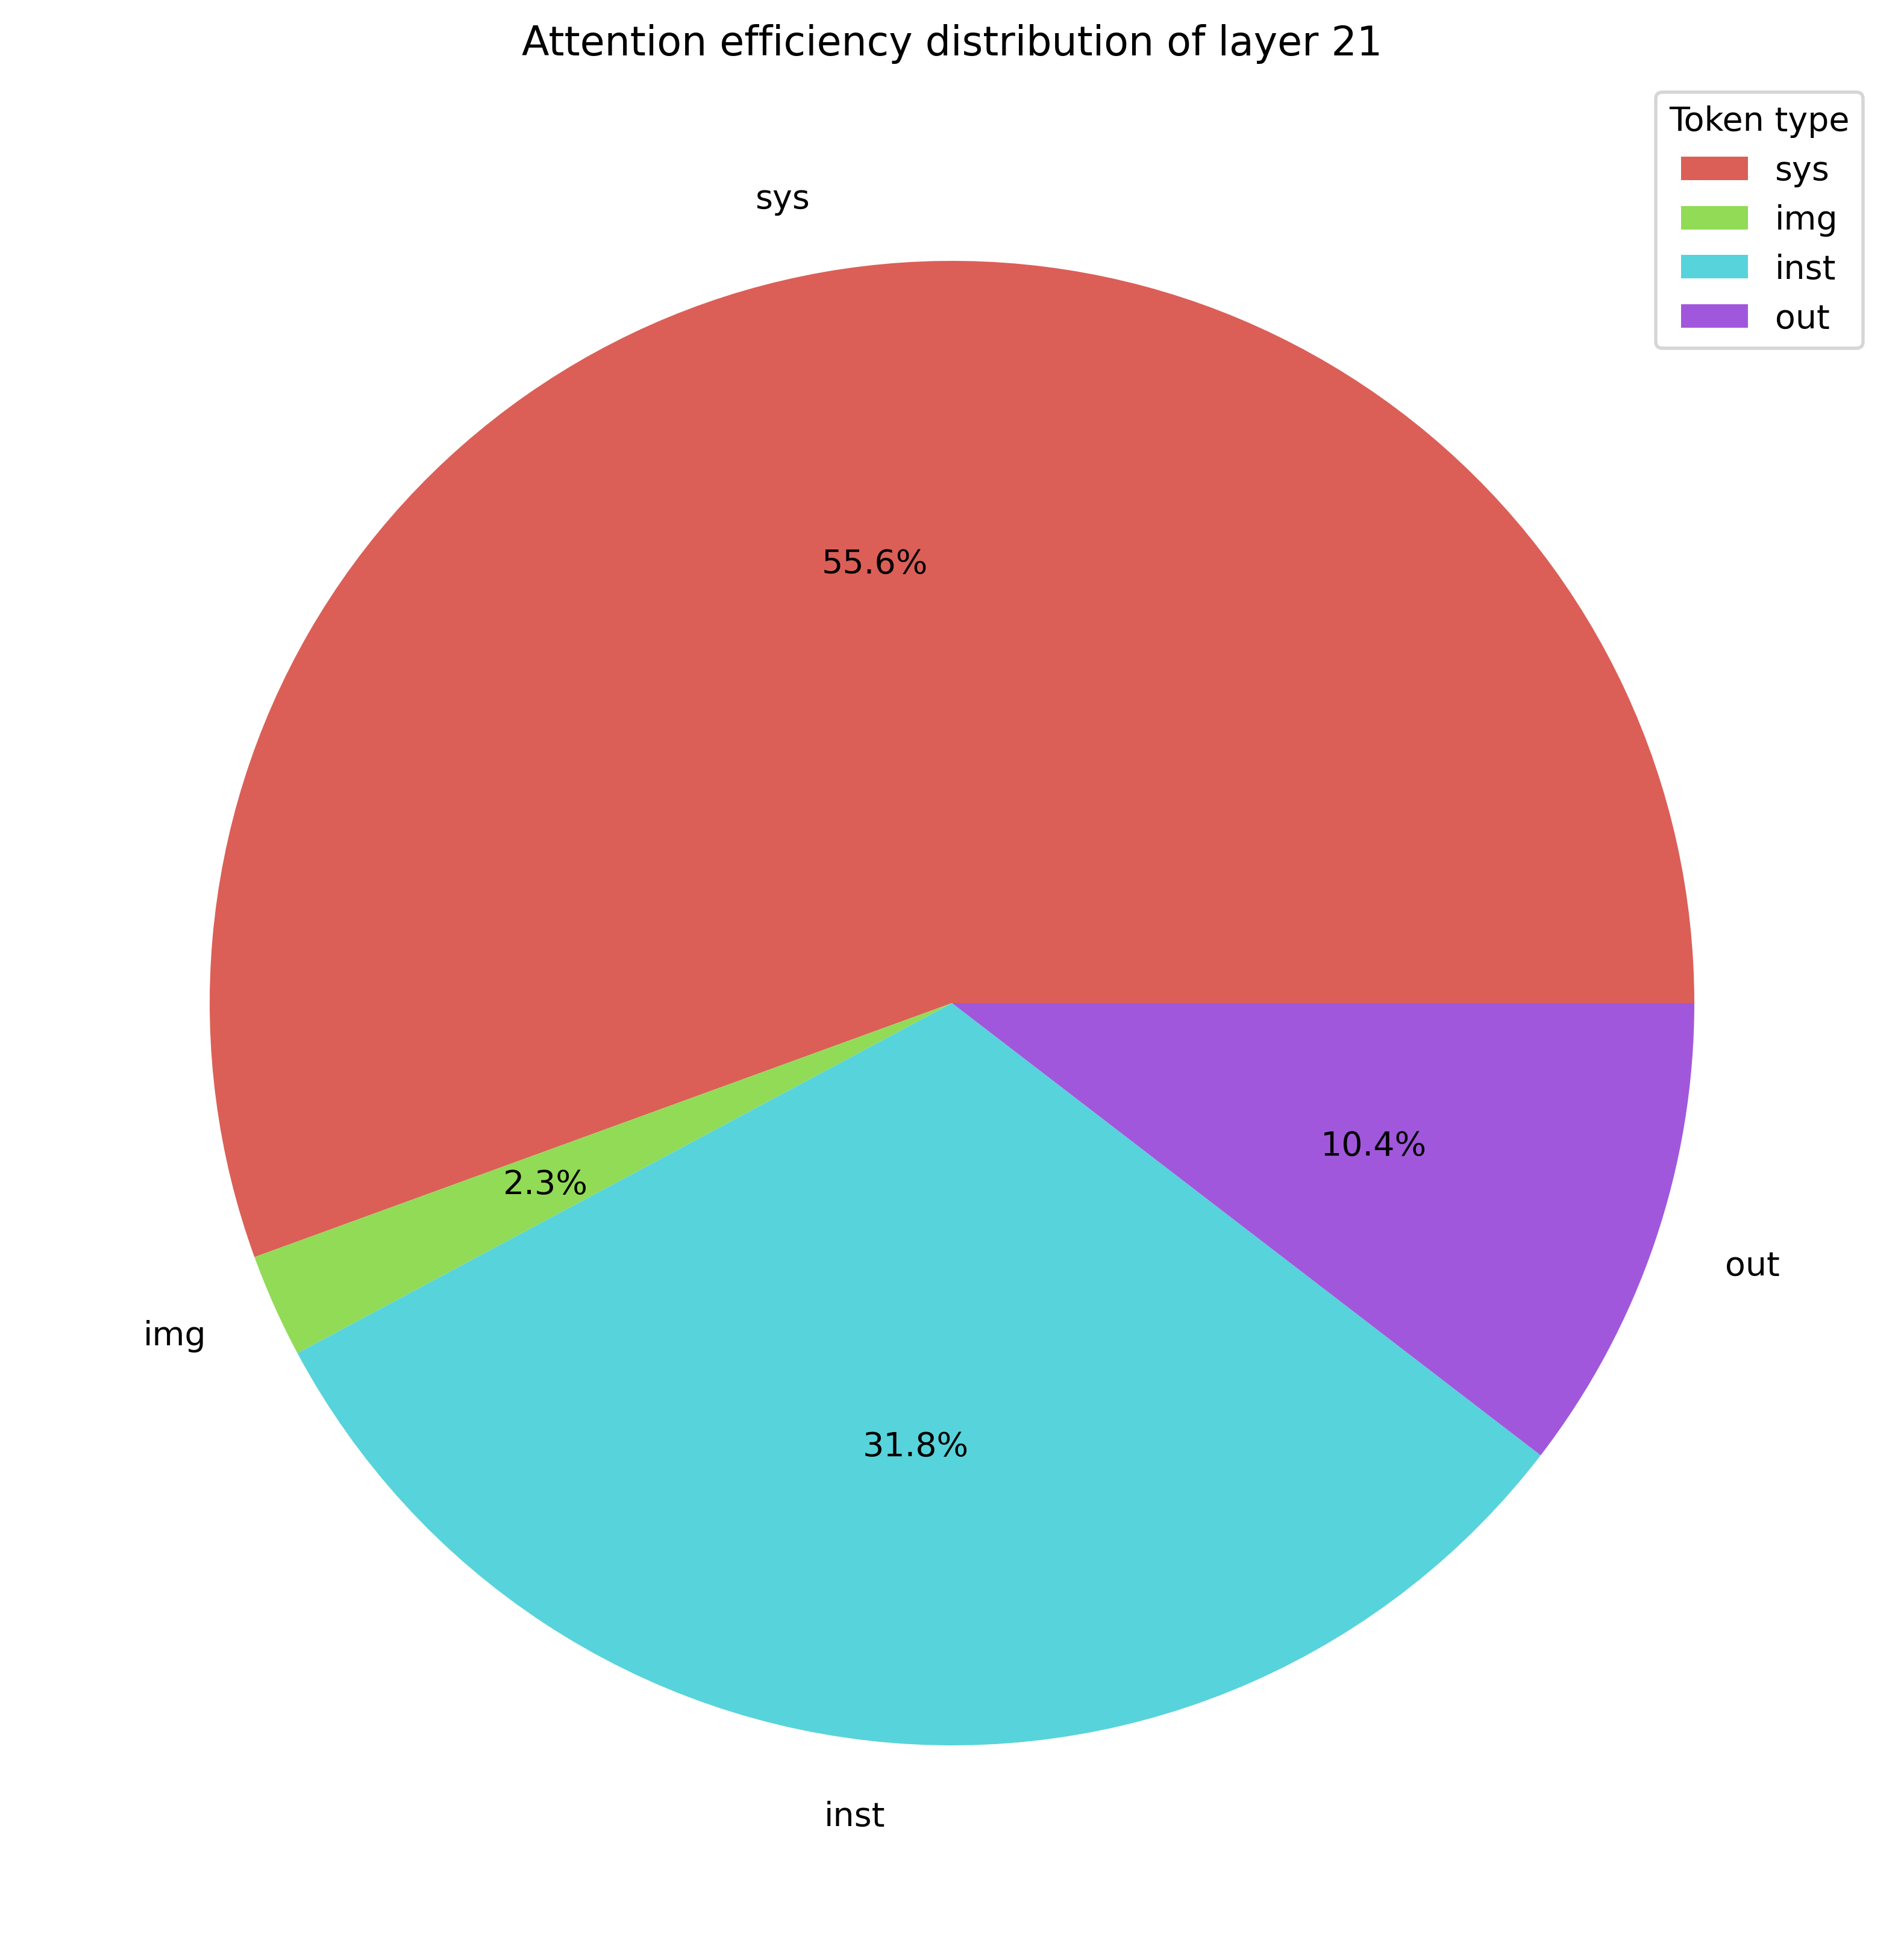 Attention efficiency distribution of layer 21
Token type
sys
img
inst
out
sys
55.6%
2.3%
10.4%
out
img
31.8%
inst